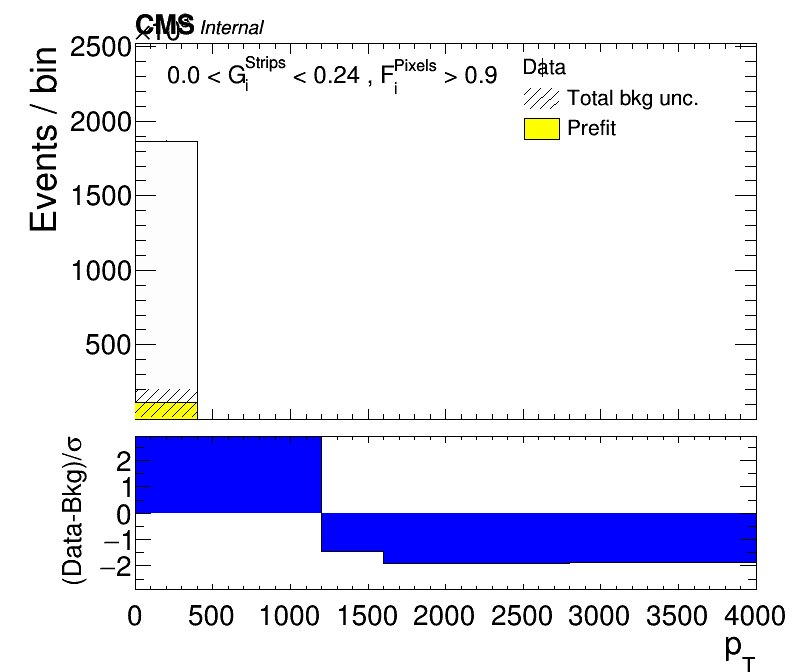 CMS Internal
×10³
Events / bin
2500
2000
1500
1000
500
0.0 < G_i^Strips < 0.24 , F_i^Pixels > 0.9
Data
Total bkg unc.
Prefit
(Data-Bkg)/σ
2
1
0
−1
−2
0 500 1000 1500 2000 2500 3000 3500 4000
p_T